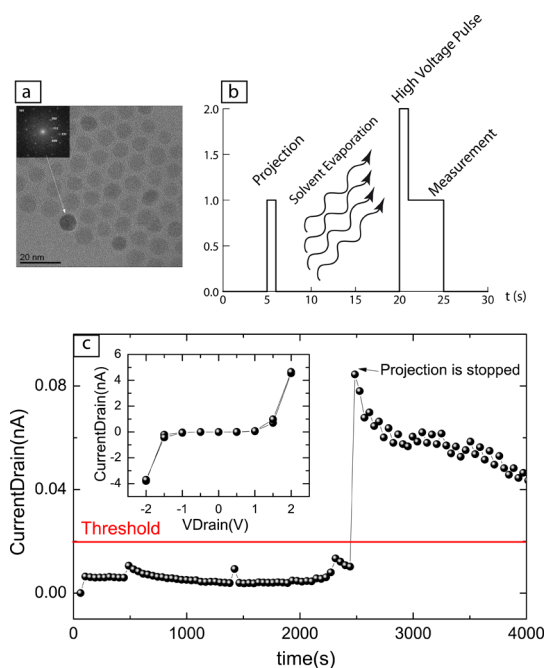 a
20 nm
b
High Voltage Pulse
Projection
Solvent Evaporation
Measurement
2.0
1.5
1.0
0.5
0.0
0 5 10 15 20 25 30
t (s)
c
CurrentDrain(nA)
0.08
0.04
0.00
6
4
2
0
-2
-4
CurrentDrain(nA)
-2 -1 0 1 2
VDrain(V)
Projection is stopped
Threshold
0 1000 2000 3000 4000
time(s)